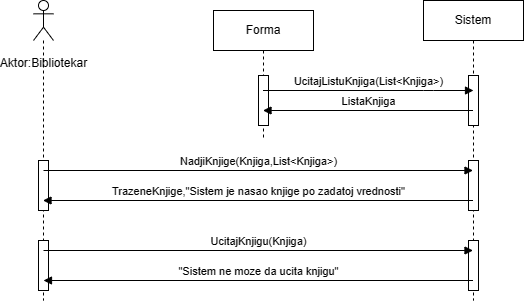 Forma
Sistem
Aktor:Bibliotekar
UcitajListuKnjiga(List<Knjiga>)
ListaKnjiga
NadjiKnjige(Knjiga,List<Knjiga>)
TrazeneKnjige,"Sistem je nasao knjige po zadatoj vrednosti"
UcitajKnjigu(Knjiga)
"Sistem ne moze da ucita knjigu"